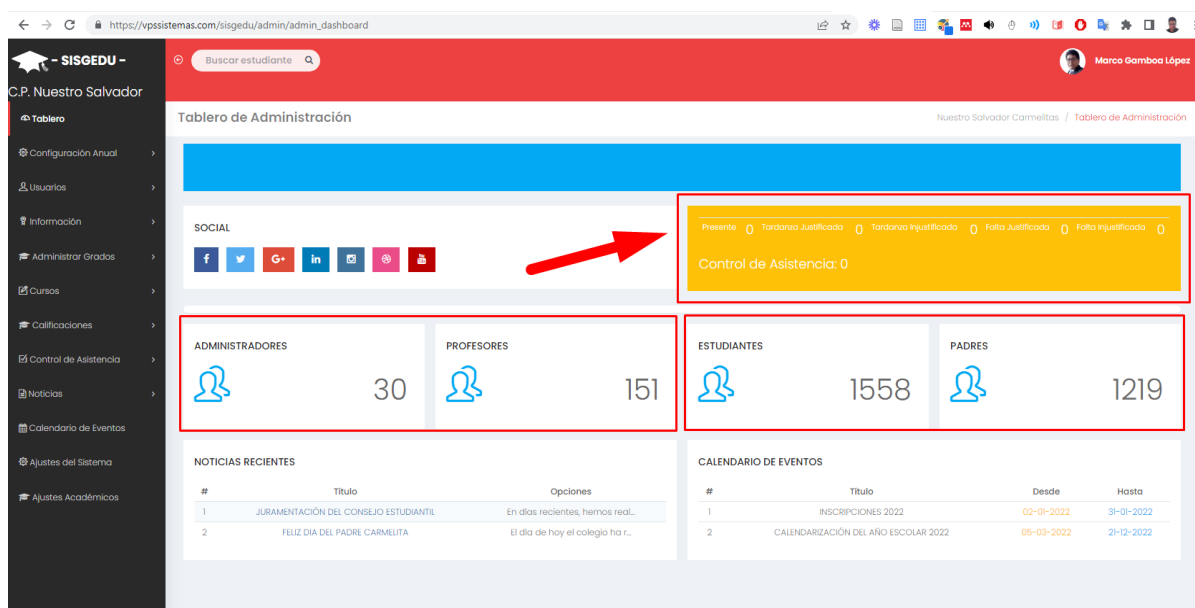 https://vpssistemas.com/sisgedu/admin/admin_dashboard
- SISGEDU -
C.P. Nuestro Salvador
Buscar estudiante
Marco Gamboa López
Tablero
Configuración Anual
Usuarios
Información
Administrar Grados
Cursos
Calificaciones
Control de Asistencia
Noticias
Calendario de Eventos
Ajustes del Sistema
Ajustes Académicos
Tablero de Administración
Nuestro Salvador Carmelitas / Tablero de Administración
SOCIAL
f G+ in You
Presente 0 Tardanza Justificada 0 Tardanza Injustificada 0 Falta Justificada 0 Falta Injustificada 0
Control de Asistencia: 0
ADMINISTRADORES
30
PROFESORES
151
ESTUDIANTES
1558
PADRES
1219
NOTICIAS RECIENTES
# Título Opciones
1 JURAMENTACIÓN DEL CONSEJO ESTUDIANTIL En días recientes, hemos real...
2 FELIZ DIA DEL PADRE CARMELITA El día de hoy el colegio ha r...
CALENDARIO DE EVENTOS
# Título Desde Hasta
1 INSCRIPCIONES 2022 02-01-2022 31-01-2022
2 CALENDARIZACIÓN DEL AÑO ESCOLAR 2022 05-03-2022 21-12-2022